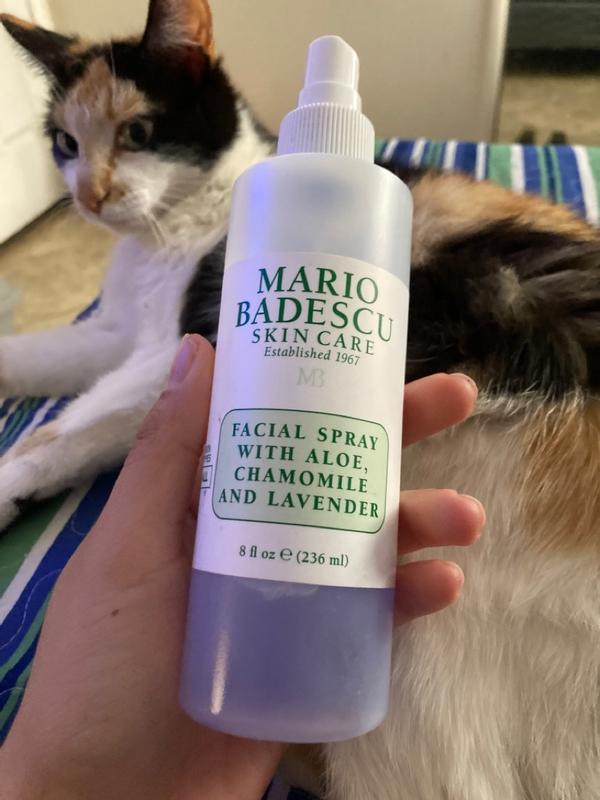 MARIO
BADESCU
SKIN CARE
Established 1967
MB
FACIAL SPRAY
WITH ALOE,
CHAMOMILE
AND LAVENDER
8 fl oz ℮ (236 ml)